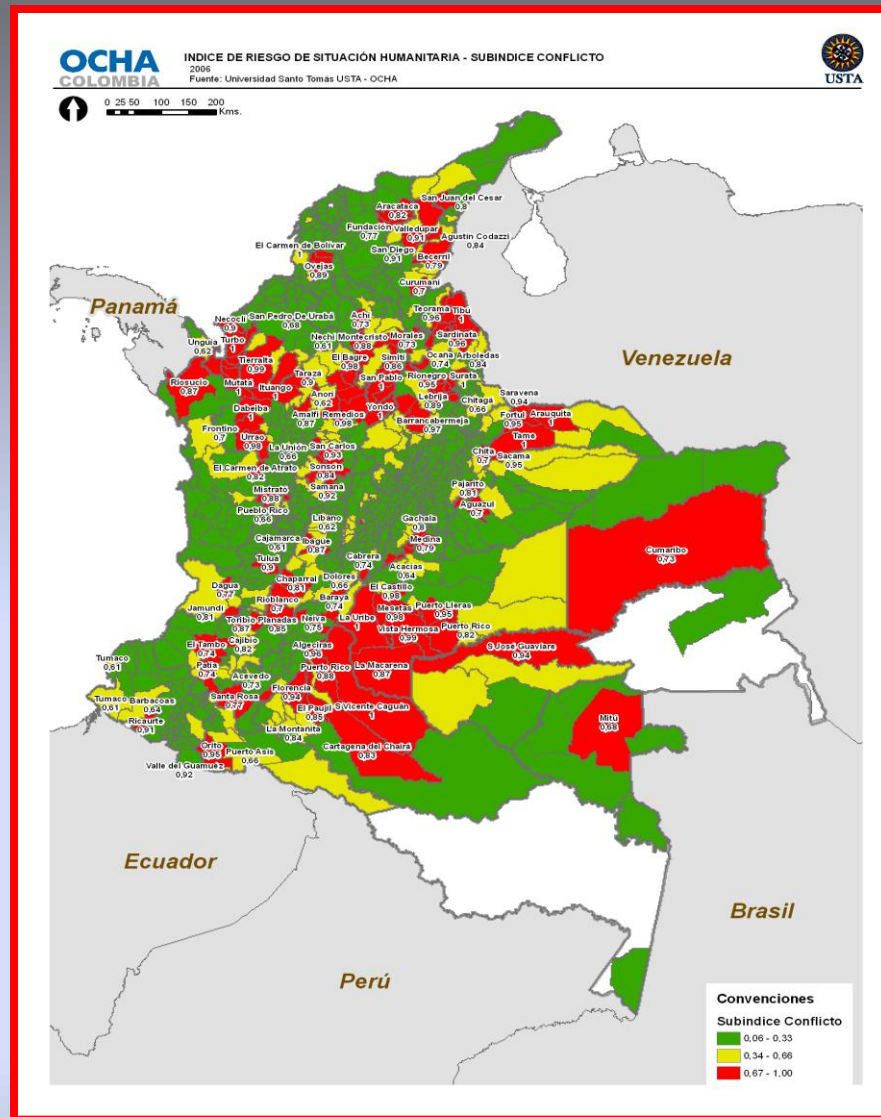 OCHA
COLOMBIA
INDICE DE RIESGO DE SITUACIÓN HUMANITARIA - SUBINDICE CONFLICTO
2006
Fuente: Universidad Santo Tomás USTA - OCHA
USTA
0 25 50 100 150 200
Kms.
San Juan del Cesar
0,8
Aracataca
0,82
Fundación
0,77
Valledupar
0,91
Agustín Codazzi
0,84
El Carmen de Bolívar
1
San Diego
0,91
Becerril
0,79
Ovejas
0,89
Curumaní
0,7
Panamá
Necoclí
0,9
San Pedro De Urabá
0,68
Achí
0,73
Teorama
0,96
Tibú
1
Unguía
0,62
Turbo
1
Nechí
0,61
Montecristo
0,88
Morales
0,73
Sardinata
0,96
Venezuela
Tierralta
0,99
El Bagre
0,98
Simití
0,86
Ocaña
0,74
Arboledas
0,84
Riosucio
0,87
Mutatá
1
Ituango
1
Tarazá
0,9
San Pablo
1
Rionegro
0,95
Surata
1
Anorí
0,62
Lebrija
0,89
Chitagá
0,66
Saravena
0,94
Dabeiba
1
Amalfi
0,87
Remedios
0,98
Yondó
1
Barrancabermeja
0,97
Fortul
0,95
Arauquita
1
Frontino
0,7
Urrao
0,98
La Unión
0,66
San Carlos
0,93
Tame
1
Chita
0,7
Sacama
0,95
El Carmen de Atrato
0,82
Sonson
0,84
Mistrato
0,88
Samana
0,92
Pajarito
0,81
Aguazul
0,7
Pueblo Rico
0,66
Líbano
0,62
Gachala
0,8
Cajamarca
0,61
Ibague
0,87
Medina
0,79
Cumaribo
0,73
Tulua
0,9
Cabrera
0,74
Acacias
0,64
Dagua
0,77
Chaparral
0,81
Dolores
0,66
El Castillo
0,98
Jamundí
0,81
Rioblanco
0,7
Baraya
0,74
Mesetas
0,98
Puerto Lleras
0,95
Toribio
0,87
Planadas
0,85
Neiva
0,75
La Uribe
1
Vista Hermosa
0,99
Puerto Rico
0,82
El Tambo
0,74
Cajibío
0,82
Algeciras
0,96
S José Guaviare
0,94
Tumaco
0,61
Patía
0,74
Acevedo
0,73
Puerto Rico
0,88
La Macarena
0,87
Tumaco
0,61
Barbacoas
0,64
Santa Rosa
0,77
Florencia
0,94
El Paujil
0,85
S Vicente Caguán
1
Mitú
0,68
Ricaurte
0,91
La Montañita
0,84
Orito
0,95
Puerto Asís
0,66
Cartagena del Chairá
0,83
Valle del Guamuez
0,92
Ecuador
Perú
Brasil
Convenciones
Subindice Conflicto
0,06 - 0,33
0,34 - 0,66
0,67 - 1,00